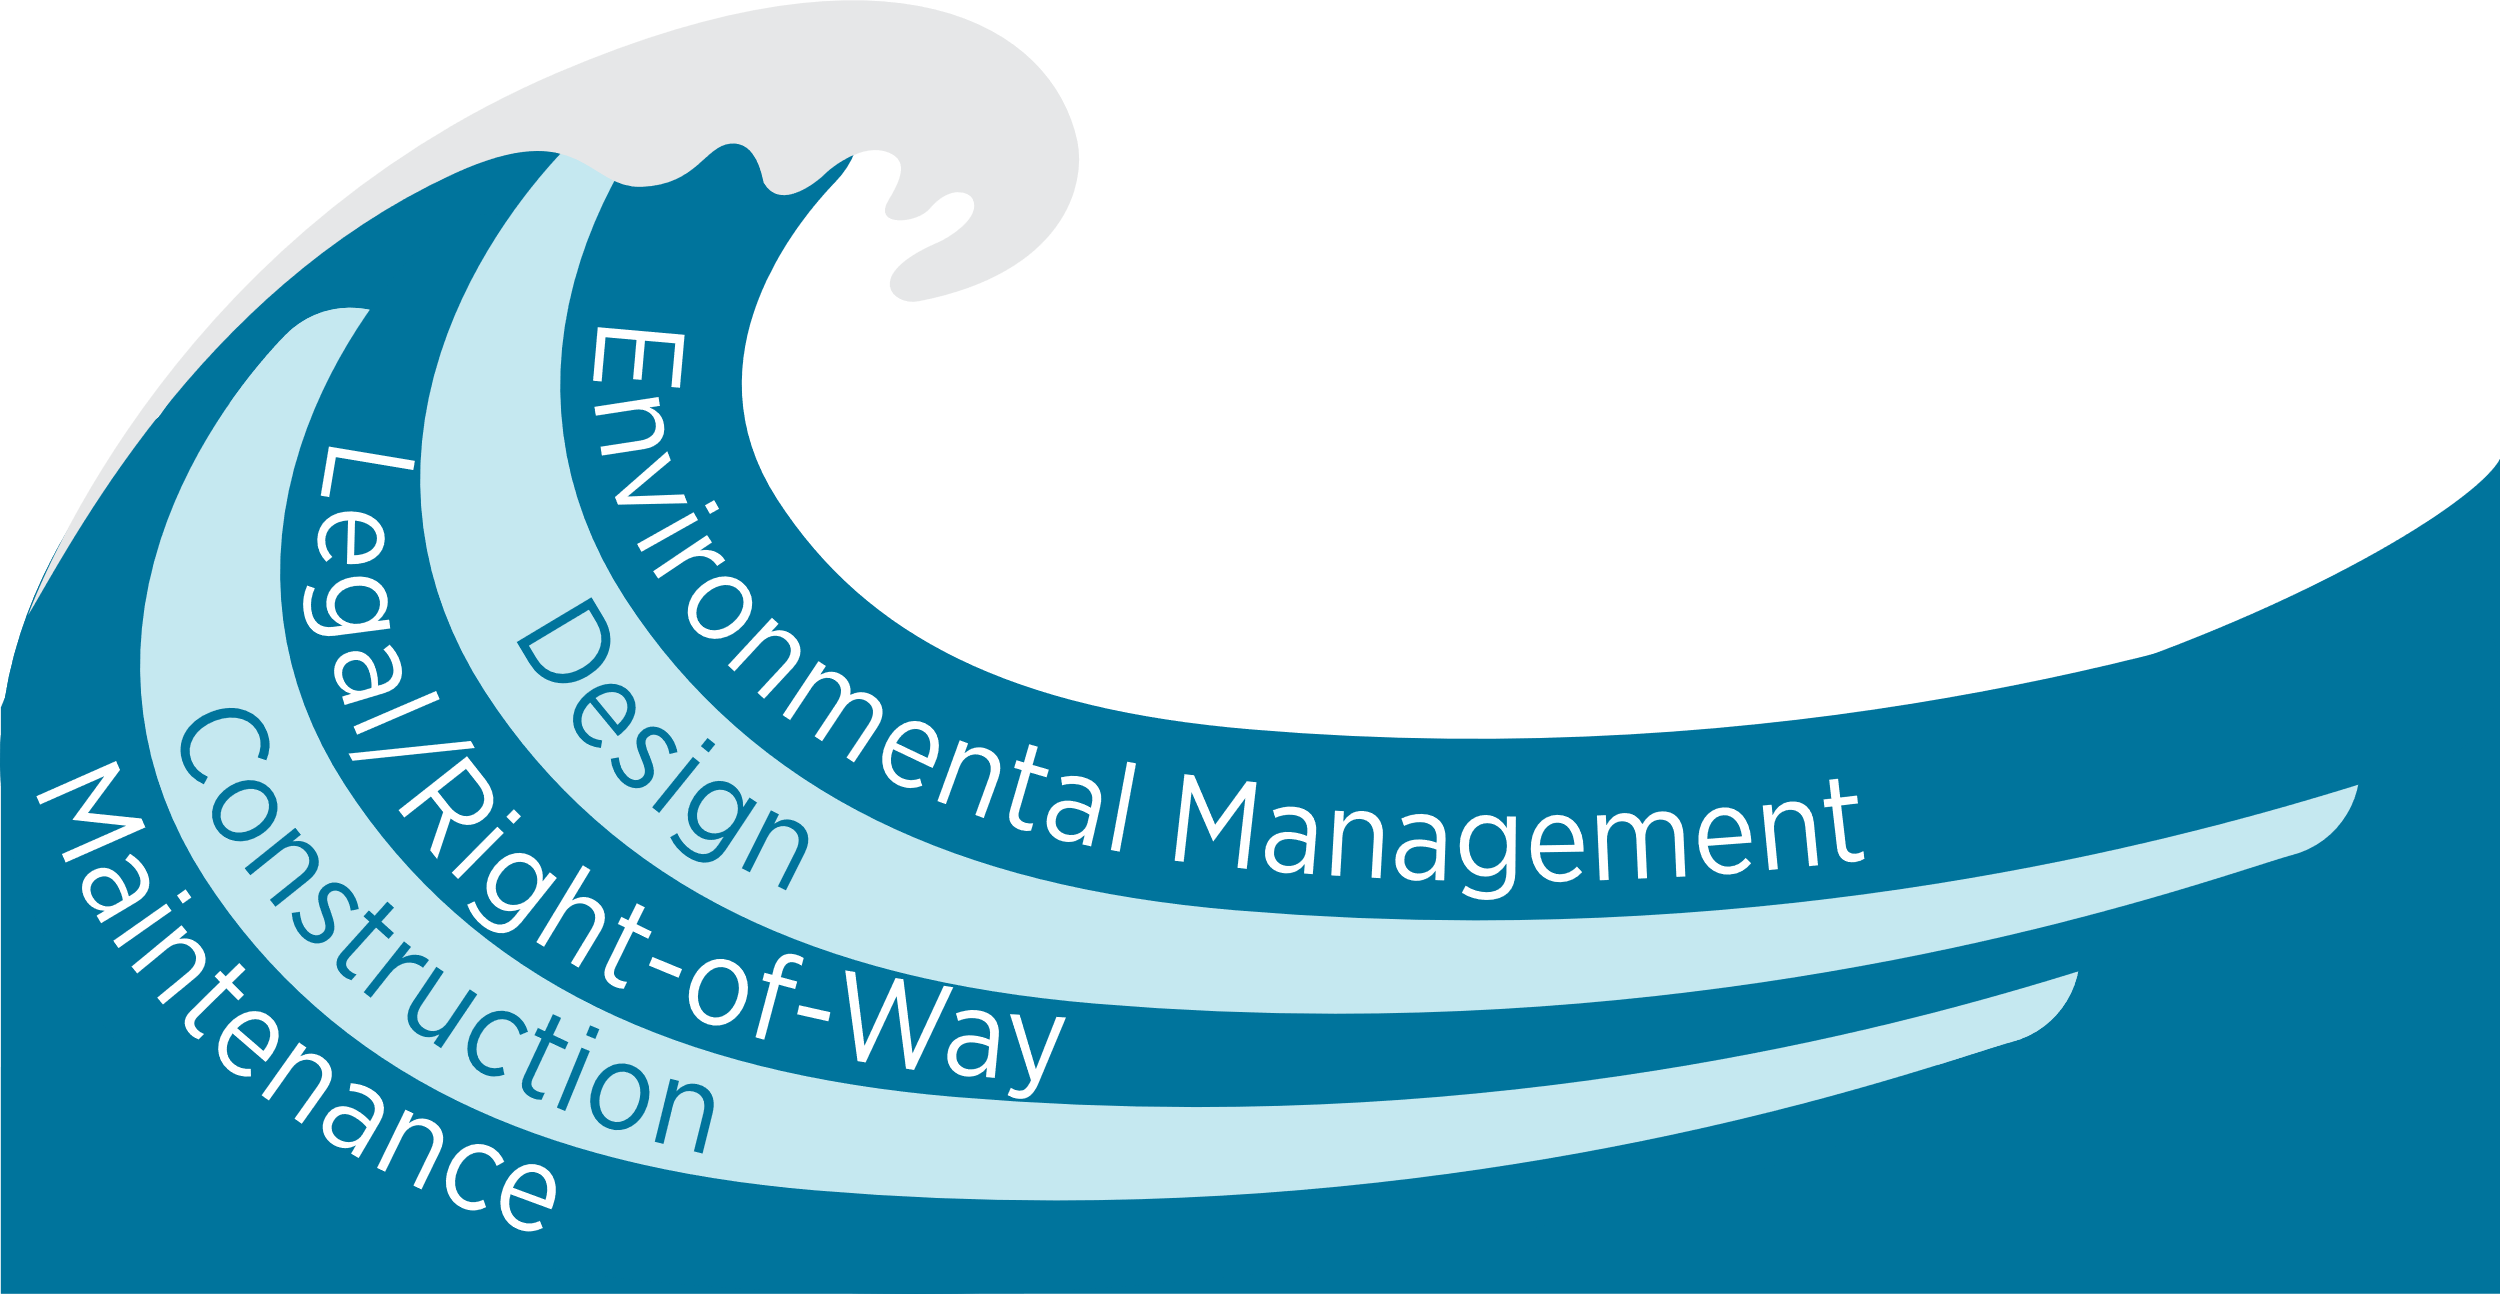 Environmental Management
Design
Legal/Right-of-Way
Construction
Maintenance